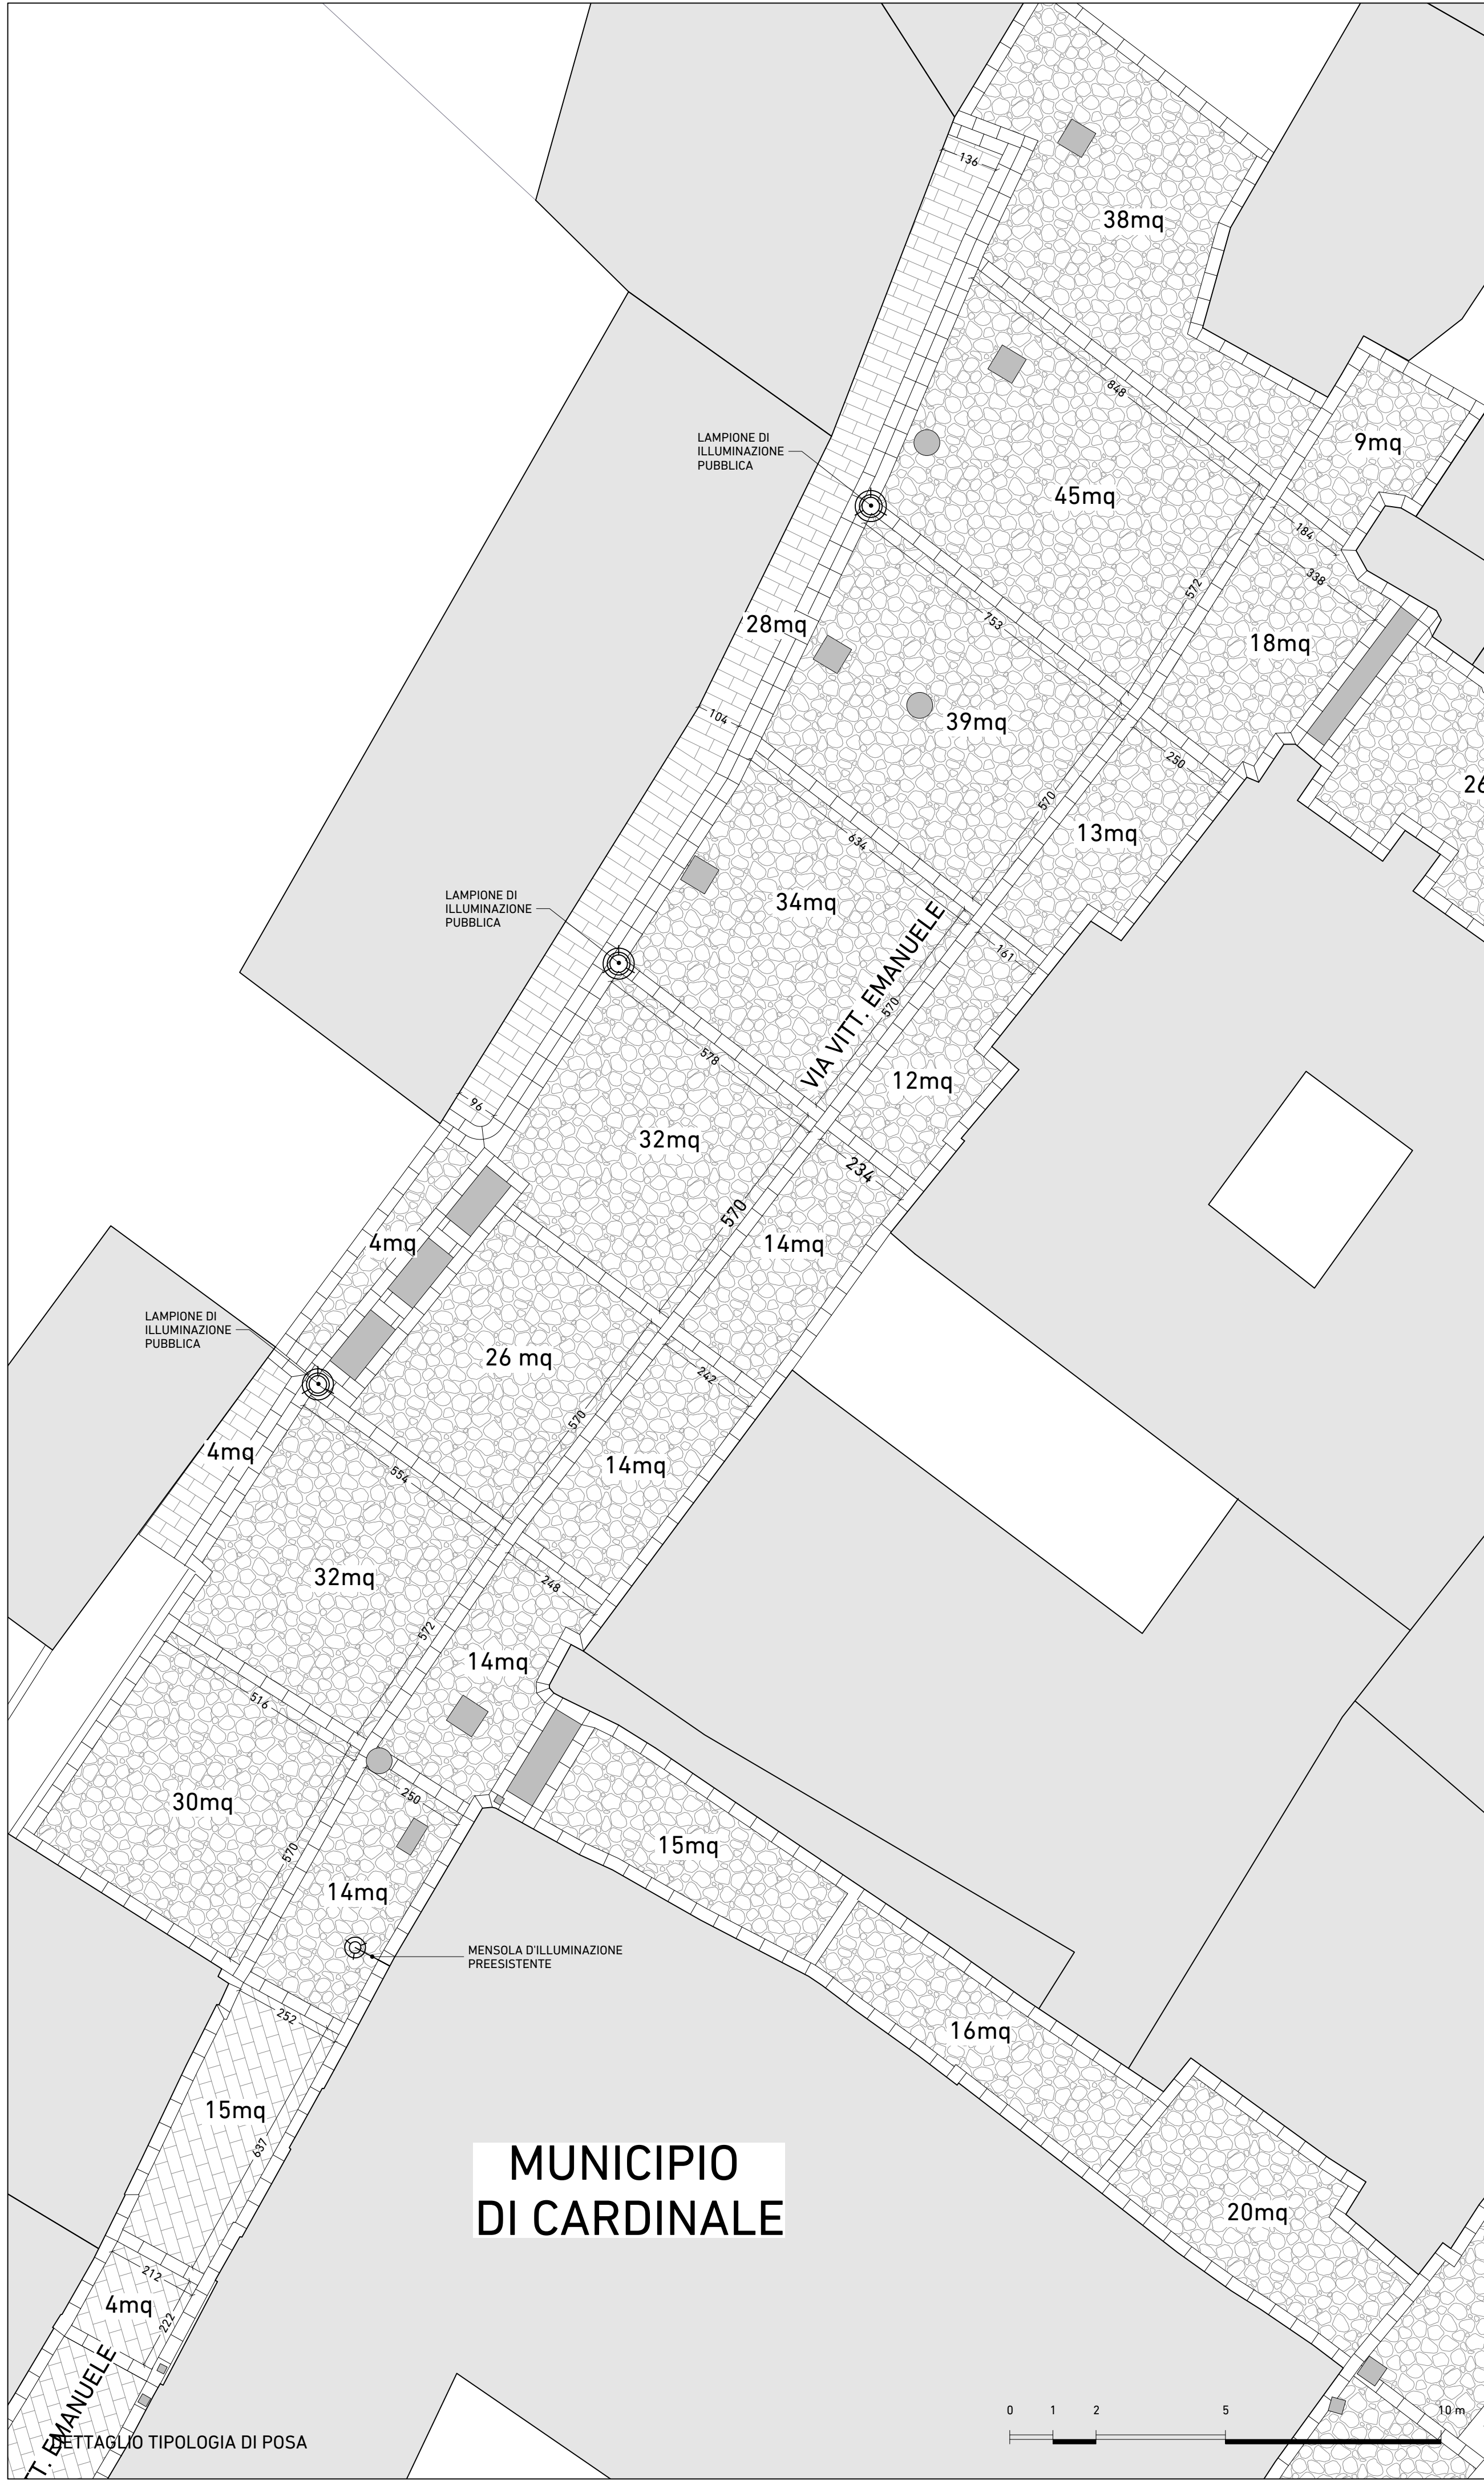 136
38mq
848
9mq
LAMPIONE DI
ILLUMINAZIONE
PUBBLICA
45mq
184
338
572
753
28mq
18mq
104
39mq
250
26
570
13mq
634
LAMPIONE DI
ILLUMINAZIONE
PUBBLICA
34mq
VIA VITT. EMANUELE
161
570
578
12mq
96
32mq
234
570
4mq
14mq
LAMPIONE DI
ILLUMINAZIONE
PUBBLICA
26 mq
242
570
4mq
554
14mq
32mq
248
572
14mq
516
250
30mq
15mq
570
14mq
MENSOLA D'ILLUMINAZIONE
PREESISTENTE
252
16mq
15mq
637
MUNICIPIO
DI CARDINALE
20mq
212
4mq
222
TT. EMANUELE
DETTAGLIO TIPOLOGIA DI POSA
0 1 2 5 10 m